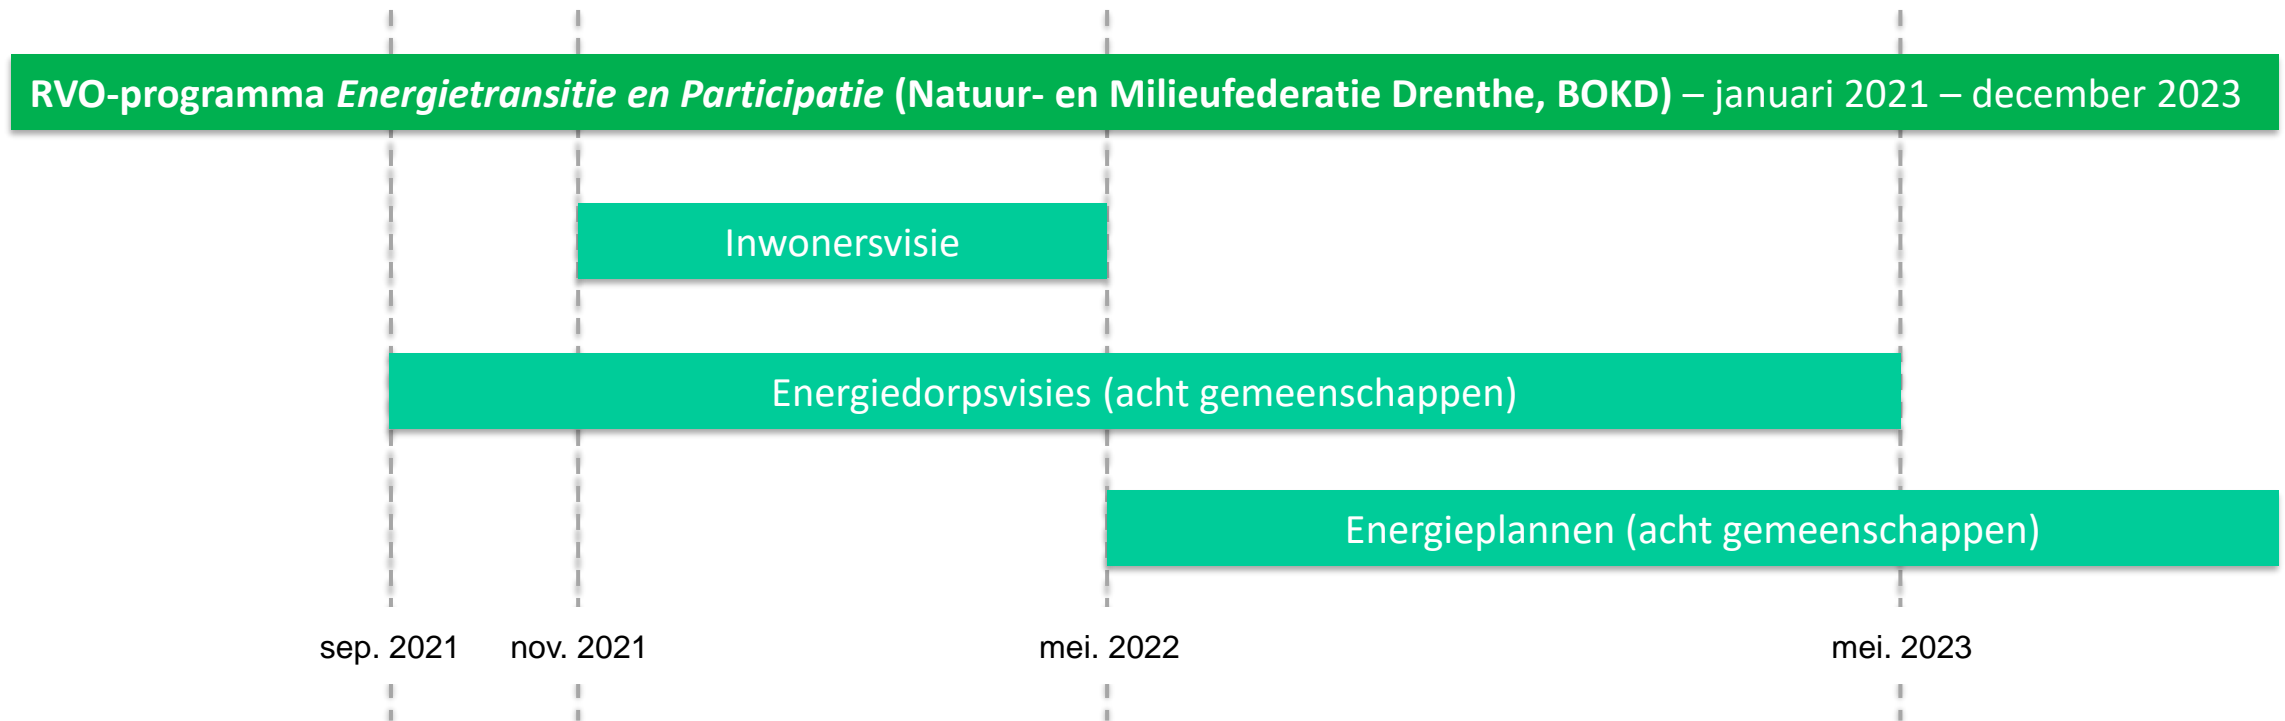 RVO-programma Energietransitie en Participatie (Natuur- en Milieufederatie Drenthe, BOKD) – januari 2021 – december 2023
Inwonersvisie
Energiedorpsvisies (acht gemeenschappen)
Energieplannen (acht gemeenschappen)
sep. 2021 nov. 2021 mei. 2022 mei. 2023